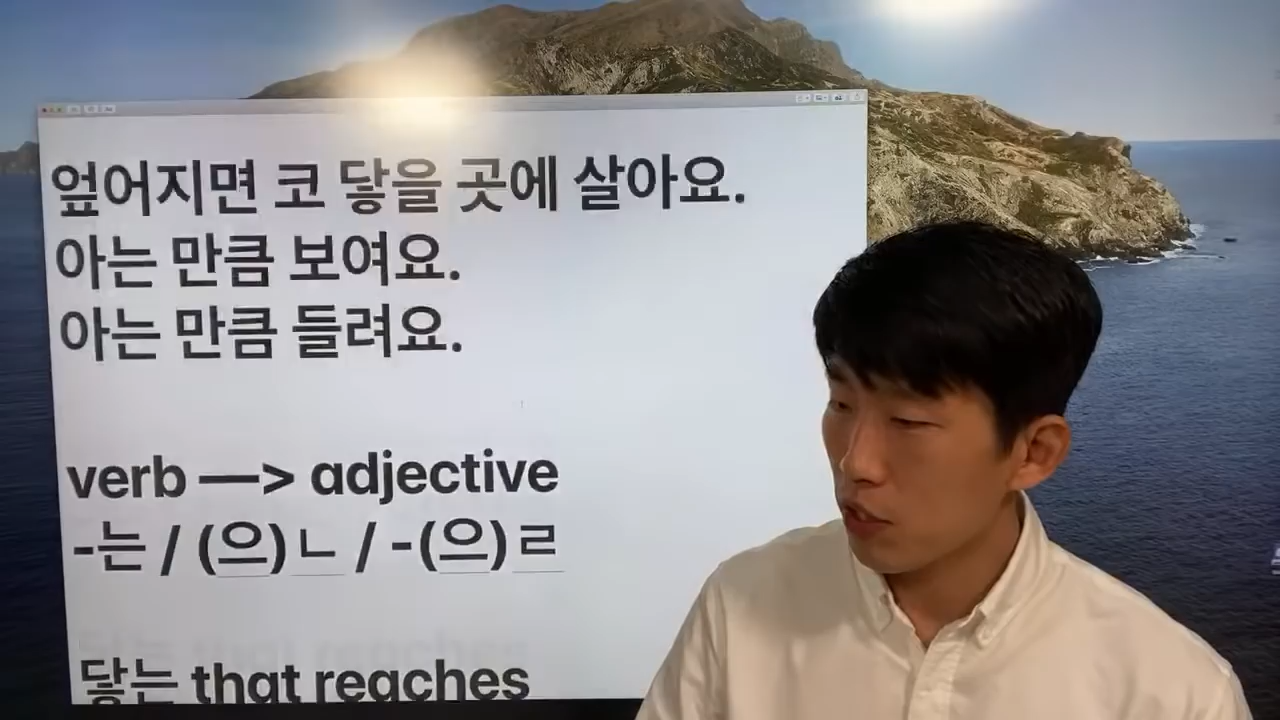 엎어지면 코 닿을 곳에 살아요.
아는 만큼 보여요.
아는 만큼 들려요.
verb —> adjective
-는 / (으)ㄴ / -(으)ㄹ
닿는 that reaches